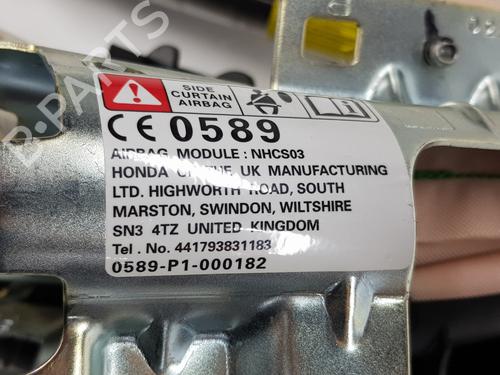 SIDE
CURTAIN
AIRBAG
CE 0589
AIRBAG MODULE : NHCS03
HONDA OF THE UK MANUFACTURING
LTD. HIGHWORTH ROAD, SOUTH
MARSTON, SWINDON, WILTSHIRE
SN3 4TZ UNITED KINGDOM
Tel . No. 441793831183
0589-P1-000182
B-PARTS